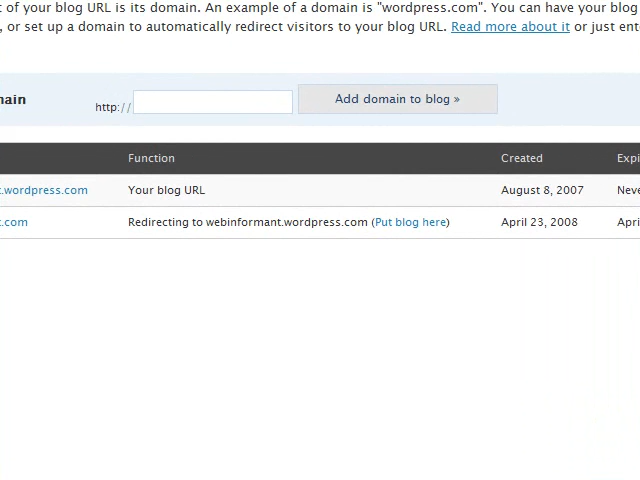 t of your blog URL is its domain. An example of a domain is "wordpress.com". You can have your blog
, or set up a domain to automatically redirect visitors to your blog URL. Read more about it or just ent
main http:// Add domain to blog »
Function Created Expi
t.wordpress.com Your blog URL August 8, 2007 Neve
t.com Redirecting to webinformant.wordpress.com (Put blog here) April 23, 2008 Apri